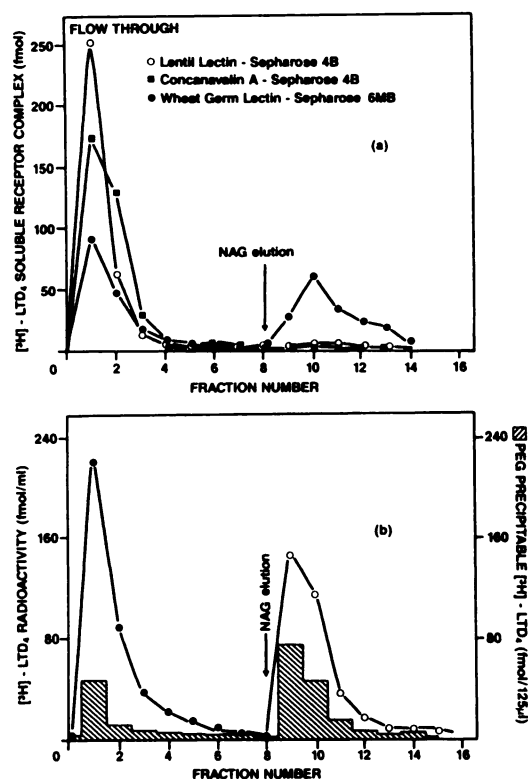 FLOW THROUGH
○ Lentil Lectin - Sepharose 4B
■ Concanavalin A - Sepharose 4B
● Wheat Germ Lectin - Sepharose 6MB
(a)
NAG elution
[³H] - LTD₄ SOLUBLE RECEPTOR COMPLEX (fmol)
250
200
150
100
50
0
0 2 4 6 8 10 12 14 16
FRACTION NUMBER
(b)
NAG elution
[³H] - LTD₄ RADIOACTIVITY (fmol/ml)
240
160
80
PEG PRECIPITABLE [³H] - LTD₄ (fmol/125µl)
240
160
80
0 2 4 6 8 10 12 14 16
FRACTION NUMBER